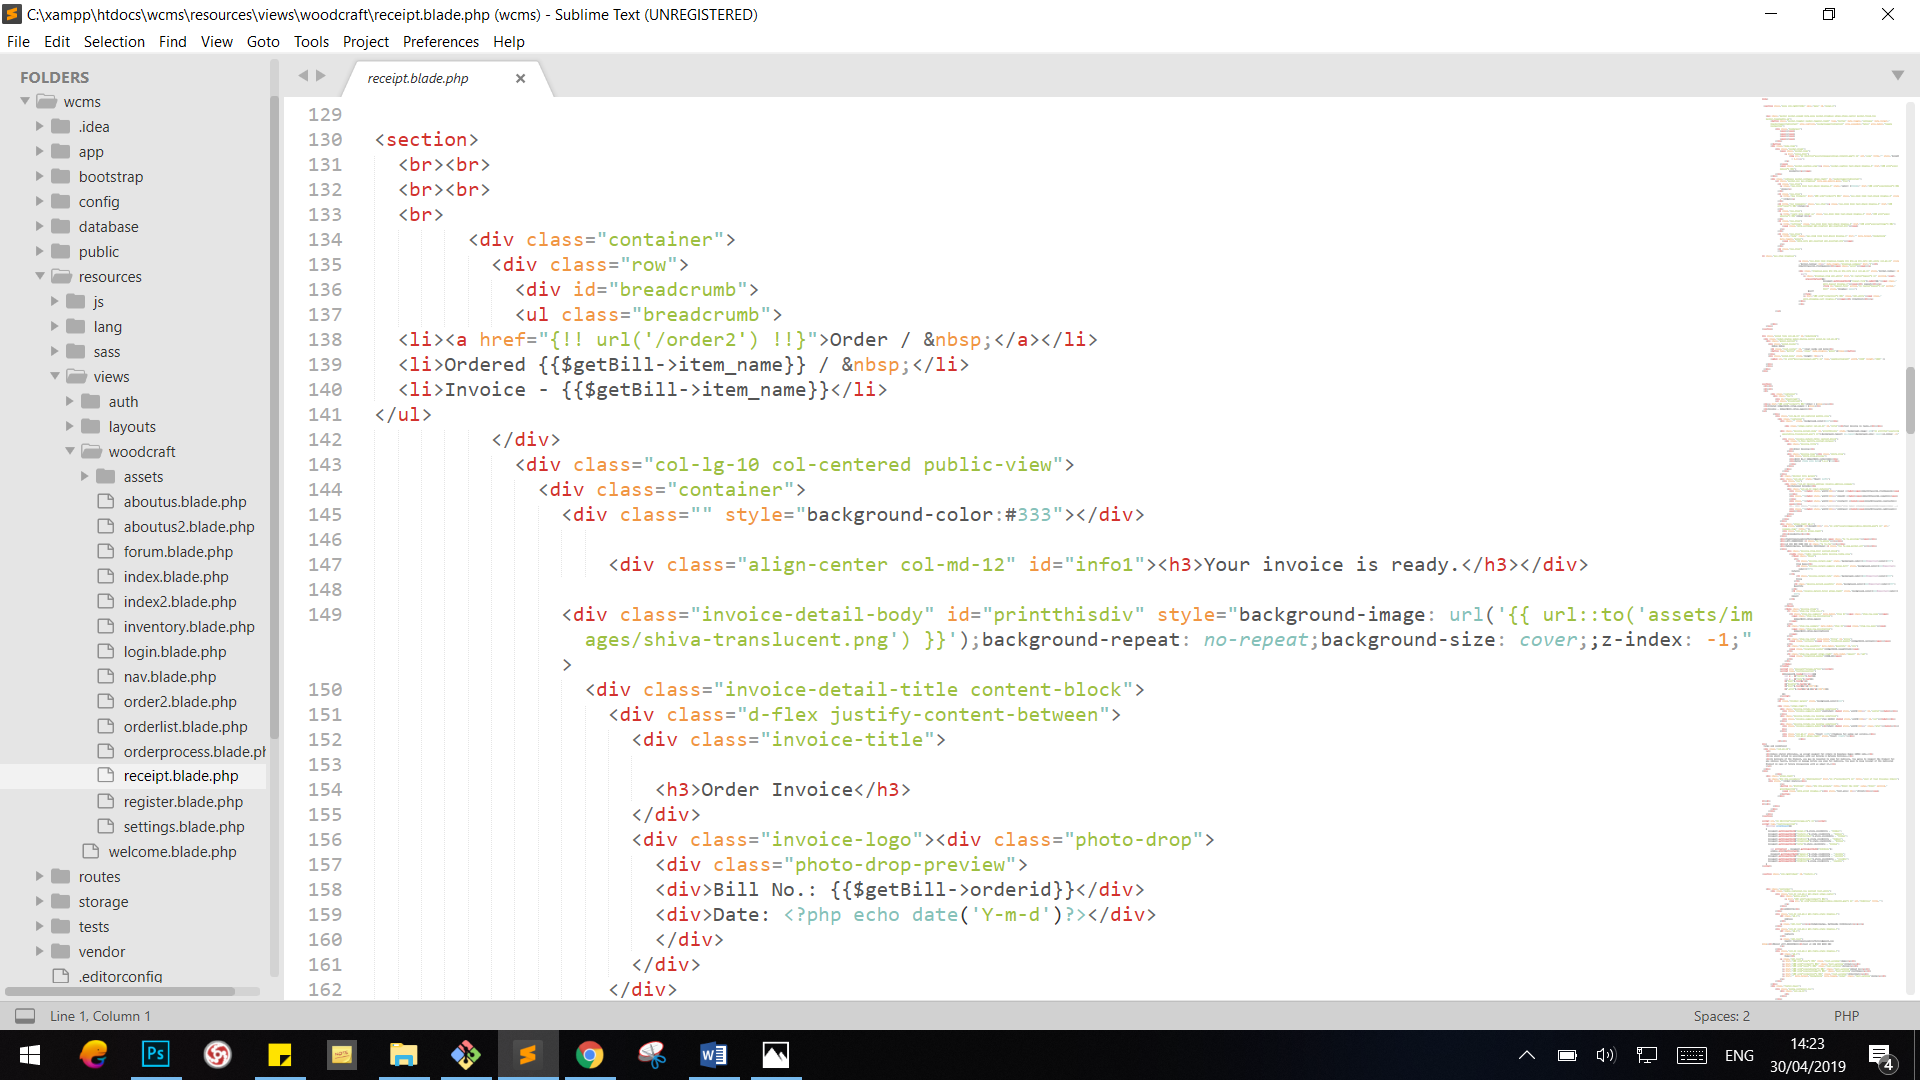 C:\xampp\htdocs\wcms\resources\views\woodcraft\receipt.blade.php (wcms) - Sublime Text (UNREGISTERED)
File Edit Selection Find View Goto Tools Project Preferences Help
FOLDERS
wcms
.idea
app
bootstrap
config
database
public
resources
js
lang
sass
views
auth
layouts
woodcraft
assets
aboutus.blade.php
aboutus2.blade.php
forum.blade.php
index.blade.php
index2.blade.php
inventory.blade.php
login.blade.php
nav.blade.php
order2.blade.php
orderlist.blade.php
orderprocess.blade.ph
receipt.blade.php
register.blade.php
settings.blade.php
welcome.blade.php
routes
storage
tests
vendor
.editorconfig
receipt.blade.php
129
130 <section>
131 <br><br>
132 <br><br>
133 <br>
134 <div class="container">
135 <div class="row">
136 <div id="breadcrumb">
137 <ul class="breadcrumb">
138 <li><a href="{!! url('/order2') !!}">Order / &nbsp;</a></li>
139 <li>Ordered {{$getBill->item_name}} / &nbsp;</li>
140 <li>Invoice - {{$getBill->item_name}}</li>
141 </ul>
142 </div>
143 <div class="col-lg-10 col-centered public-view">
144 <div class="container">
145 <div class="" style="background-color:#333"></div>
146
147 <div class="align-center col-md-12" id="info1"><h3>Your invoice is ready.</h3></div>
148
149 <div class="invoice-detail-body" id="printthisdiv" style="background-image: url('{{ url::to('assets/im
ages/shiva-translucent.png') }}');background-repeat: no-repeat;background-size: cover;;z-index: -1;"
>
150 <div class="invoice-detail-title content-block">
151 <div class="d-flex justify-content-between">
152 <div class="invoice-title">
153
154 <h3>Order Invoice</h3>
155 </div>
156 <div class="invoice-logo"><div class="photo-drop">
157 <div class="photo-drop-preview">
158 <div>Bill No.: {{$getBill->orderid}}</div>
159 <div>Date: <?php echo date('Y-m-d')?></div>
160 </div>
161 </div>
162 </div>
Line 1, Column 1
Spaces: 2
PHP
Ps
ENG
14:23
30/04/2019
4